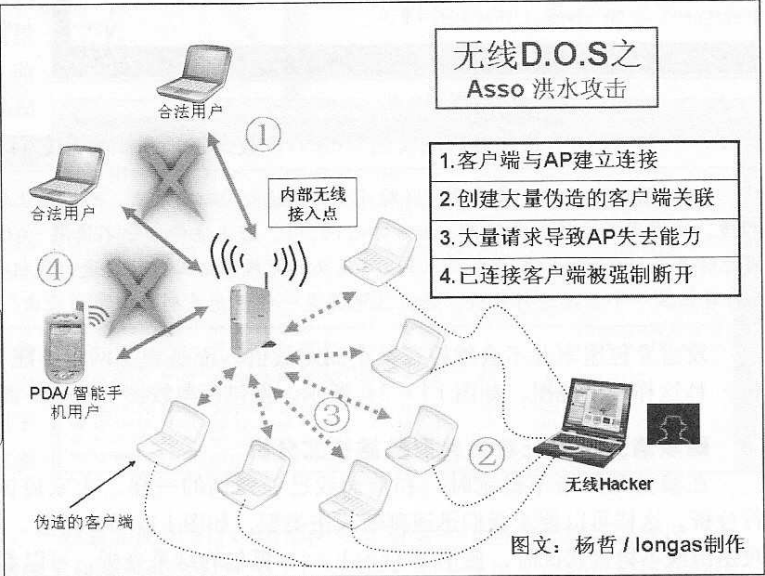 无线D.O.S之
Asso 洪水攻击
合法用户
①
1.客户端与AP建立连接
2.创建大量伪造的客户端关联
3.大量请求导致AP失去能力
4.已连接客户端被强制断开
内部无线
接入点
合法用户
④
PDA/ 智能手
机用户
③
②
无线Hacker
伪造的客户端
图文：杨哲 / longas制作